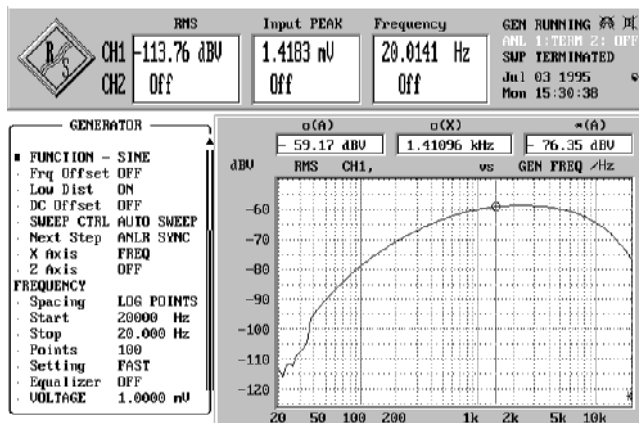 RMS Input PEAK Frequency
R S
CH1 -113.76 dBV 1.4183 mV 20.0141 Hz
CH2 Off Off Off
GEN RUNNING
ANL 1:TERM 2: OFF
SWP TERMINATED
Jul 03 1995
Mon 15:30:38
GENERATOR
FUNCTION - SINE
Frq Offset OFF
Low Dist ON
DC Offset OFF
SWEEP CTRL AUTO SWEEP
Next Step ANLR SYNC
X Axis FREQ
Z Axis OFF
FREQUENCY
Spacing LOG POINTS
Start 20000 Hz
Stop 20.000 Hz
Points 100
Setting FAST
Equalizer OFF
VOLTAGE 1.0000 mV
o(A) o(X) *(A)
- 59.17 dBV 1.41096 kHz - 76.35 dBV
dBV RMS CH1, vs GEN FREQ /Hz
-60
-70
-80
-90
-100
-110
-120
20 50 100 200 1k 2k 5k 10k